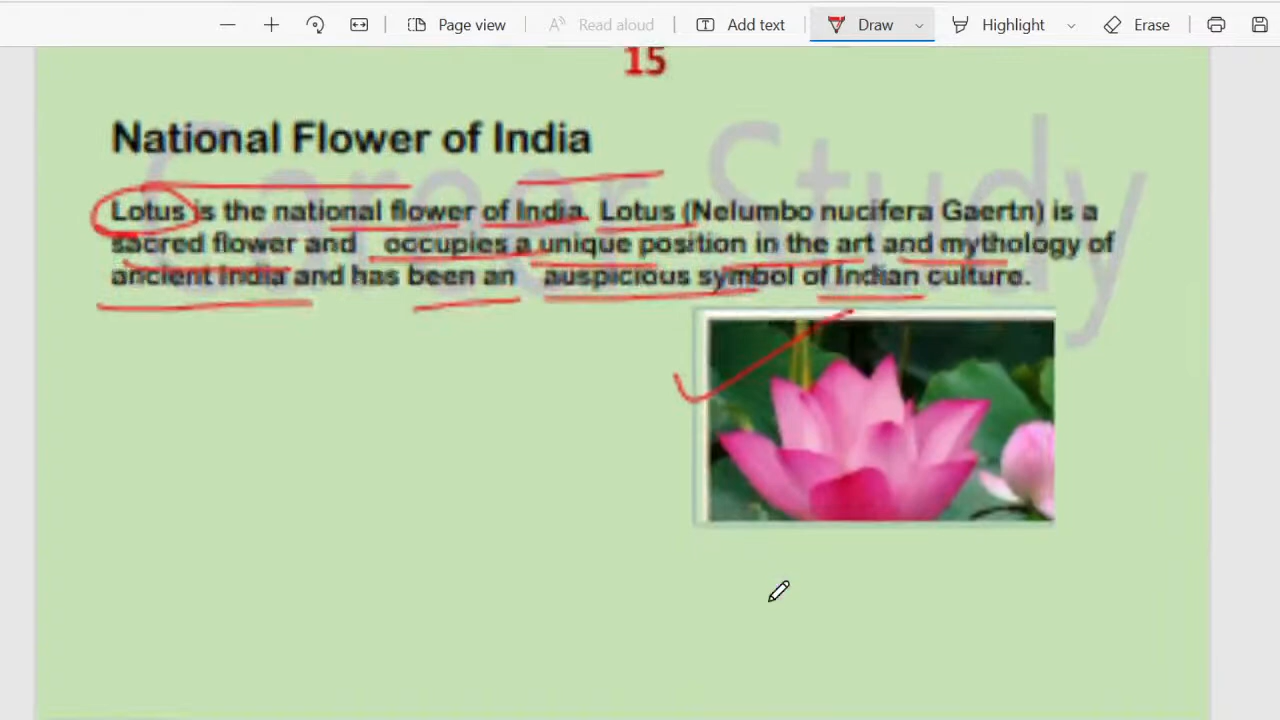 Page view
Read aloud
Add text
Draw
Highlight
Erase
15
National Flower of India
Career Study
Lotus is the national flower of India. Lotus (Nelumbo nucifera Gaertn) is a
sacred flower and occupies a unique position in the art and mythology of
ancient India and has been an auspicious symbol of Indian culture.